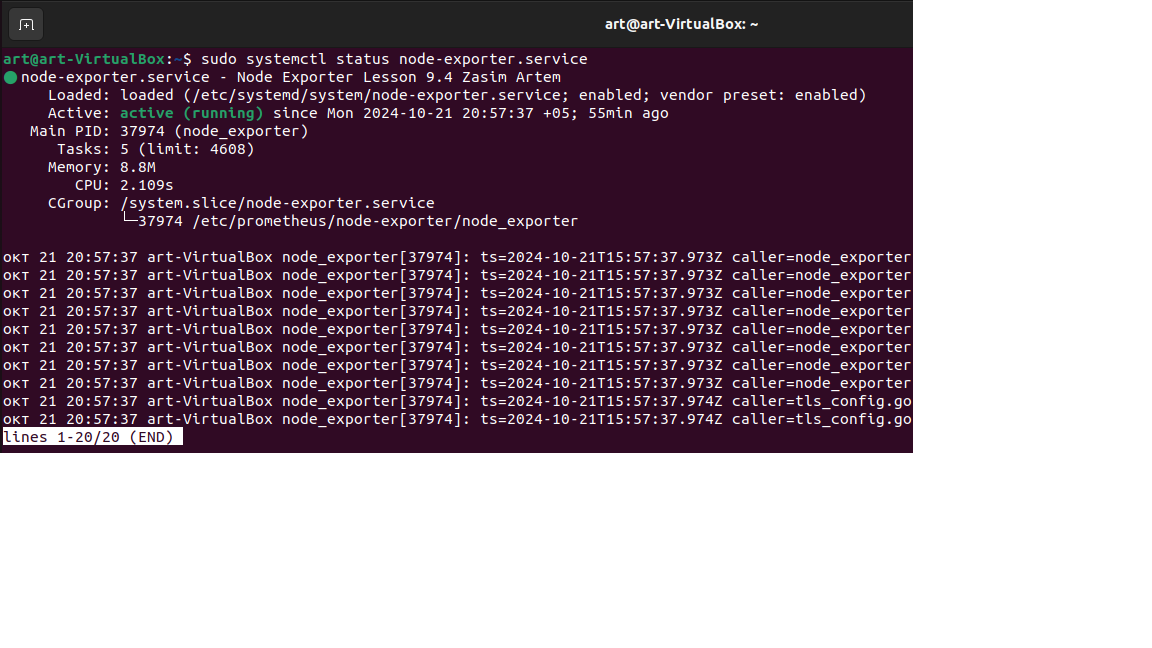 art@art-VirtualBox: ~
art@art-VirtualBox:~$ sudo systemctl status node-exporter.service
● node-exporter.service - Node Exporter Lesson 9.4 Zasim Artem
     Loaded: loaded (/etc/systemd/system/node-exporter.service; enabled; vendor preset: enabled)
     Active: active (running) since Mon 2024-10-21 20:57:37 +05; 55min ago
   Main PID: 37974 (node_exporter)
      Tasks: 5 (limit: 4608)
     Memory: 8.8M
        CPU: 2.109s
     CGroup: /system.slice/node-exporter.service
             └─37974 /etc/prometheus/node-exporter/node_exporter
окт 21 20:57:37 art-VirtualBox node_exporter[37974]: ts=2024-10-21T15:57:37.973Z caller=node_exporter
окт 21 20:57:37 art-VirtualBox node_exporter[37974]: ts=2024-10-21T15:57:37.973Z caller=node_exporter
окт 21 20:57:37 art-VirtualBox node_exporter[37974]: ts=2024-10-21T15:57:37.973Z caller=node_exporter
окт 21 20:57:37 art-VirtualBox node_exporter[37974]: ts=2024-10-21T15:57:37.973Z caller=node_exporter
окт 21 20:57:37 art-VirtualBox node_exporter[37974]: ts=2024-10-21T15:57:37.973Z caller=node_exporter
окт 21 20:57:37 art-VirtualBox node_exporter[37974]: ts=2024-10-21T15:57:37.973Z caller=node_exporter
окт 21 20:57:37 art-VirtualBox node_exporter[37974]: ts=2024-10-21T15:57:37.973Z caller=node_exporter
окт 21 20:57:37 art-VirtualBox node_exporter[37974]: ts=2024-10-21T15:57:37.973Z caller=node_exporter
окт 21 20:57:37 art-VirtualBox node_exporter[37974]: ts=2024-10-21T15:57:37.974Z caller=tls_config.go
окт 21 20:57:37 art-VirtualBox node_exporter[37974]: ts=2024-10-21T15:57:37.974Z caller=tls_config.go
lines 1-20/20 (END)